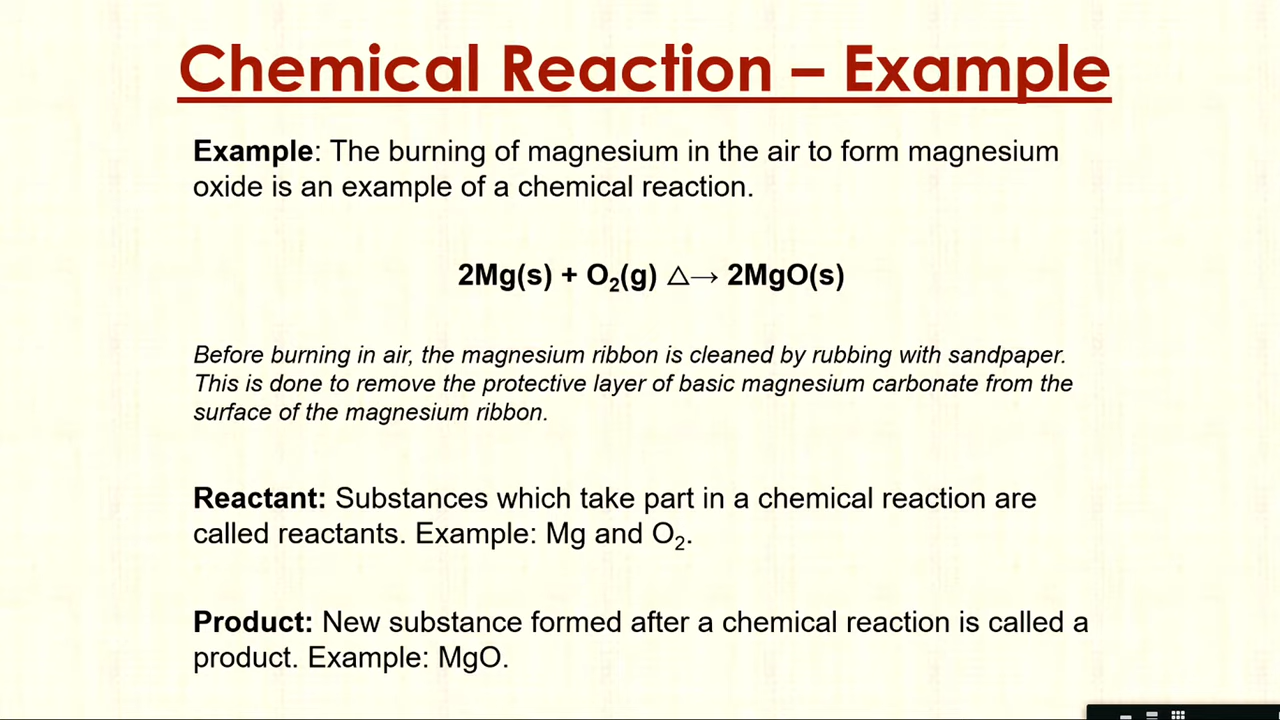 Chemical Reaction – Example
Example: The burning of magnesium in the air to form magnesium
oxide is an example of a chemical reaction.
2Mg(s) + O₂(g) △→ 2MgO(s)
Before burning in air, the magnesium ribbon is cleaned by rubbing with sandpaper.
This is done to remove the protective layer of basic magnesium carbonate from the
surface of the magnesium ribbon.
Reactant: Substances which take part in a chemical reaction are
called reactants. Example: Mg and O₂.
Product: New substance formed after a chemical reaction is called a
product. Example: MgO.